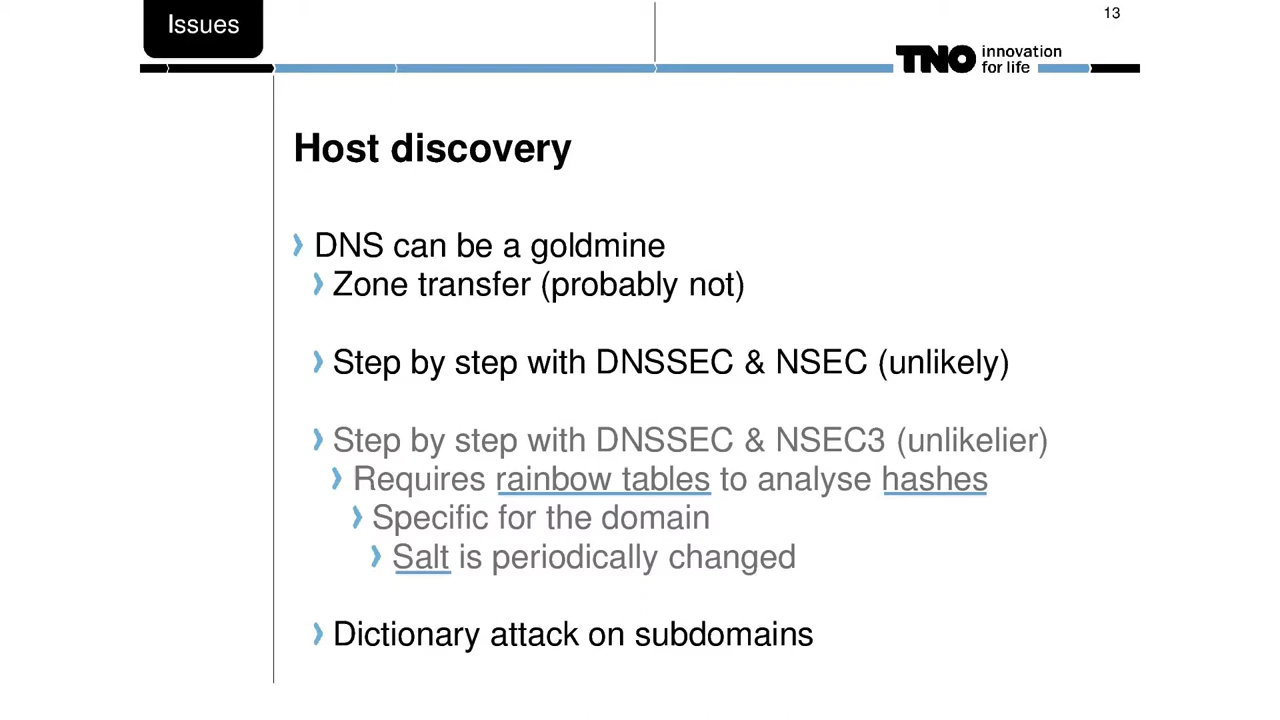 Issues
13
TNO innovation
for life
Host discovery
DNS can be a goldmine
Zone transfer (probably not)
Step by step with DNSSEC & NSEC (unlikely)
Step by step with DNSSEC & NSEC3 (unlikelier)
Requires rainbow tables to analyse hashes
Specific for the domain
Salt is periodically changed
Dictionary attack on subdomains